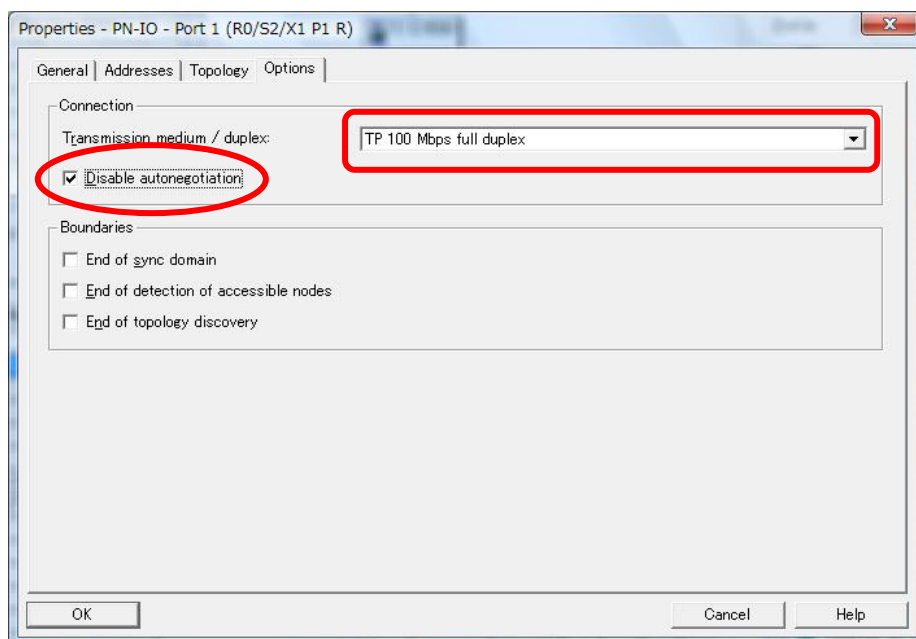 Properties - PN-IO - Port 1 (R0/S2/X1 P1 R)
General Addresses Topology Options
Connection
Transmission medium / duplex: TP 100 Mbps full duplex
Disable autonegotiation
Boundaries
End of sync domain
End of detection of accessible nodes
End of topology discovery
OK Cancel Help